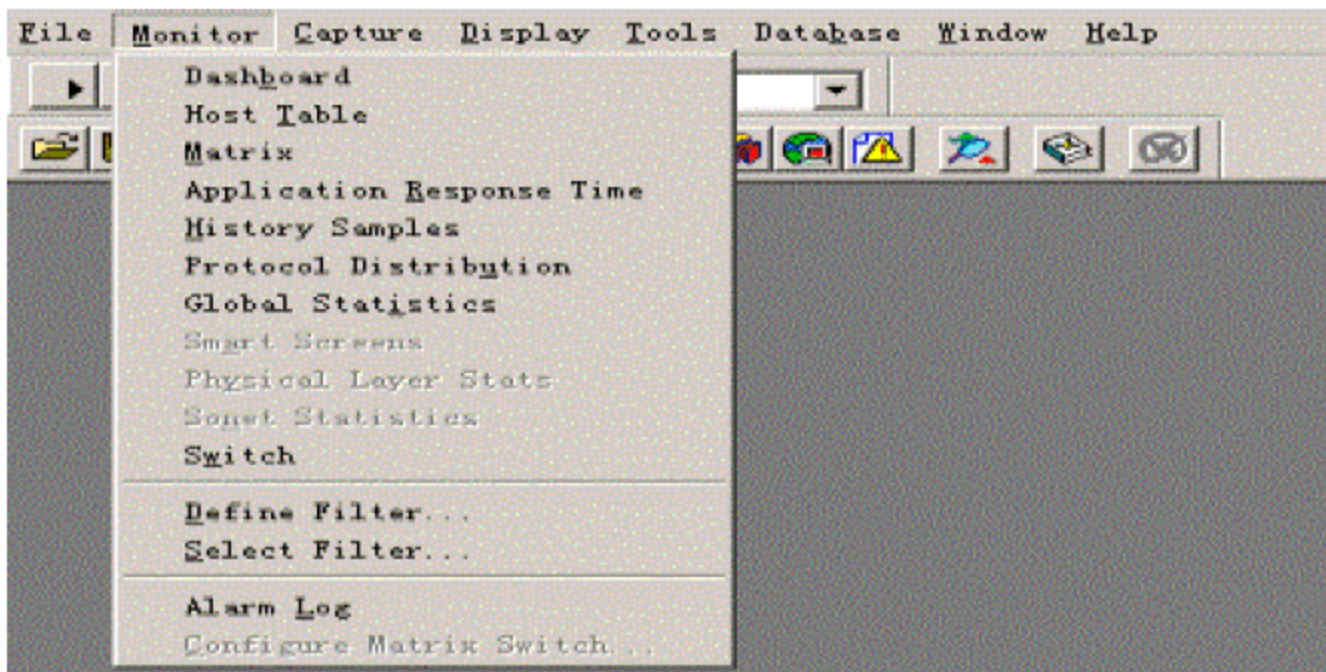 File Monitor Capture Display Tools Database Window Help
Dashboard
Host Table
Matrix
Application Response Time
History Samples
Protocol Distribution
Global Statistics
Smart Screens
Physical Layer Stats
Sonet Statistics
Switch
Define Filter...
Select Filter...
Alarm Log
Configure Matrix Switch...